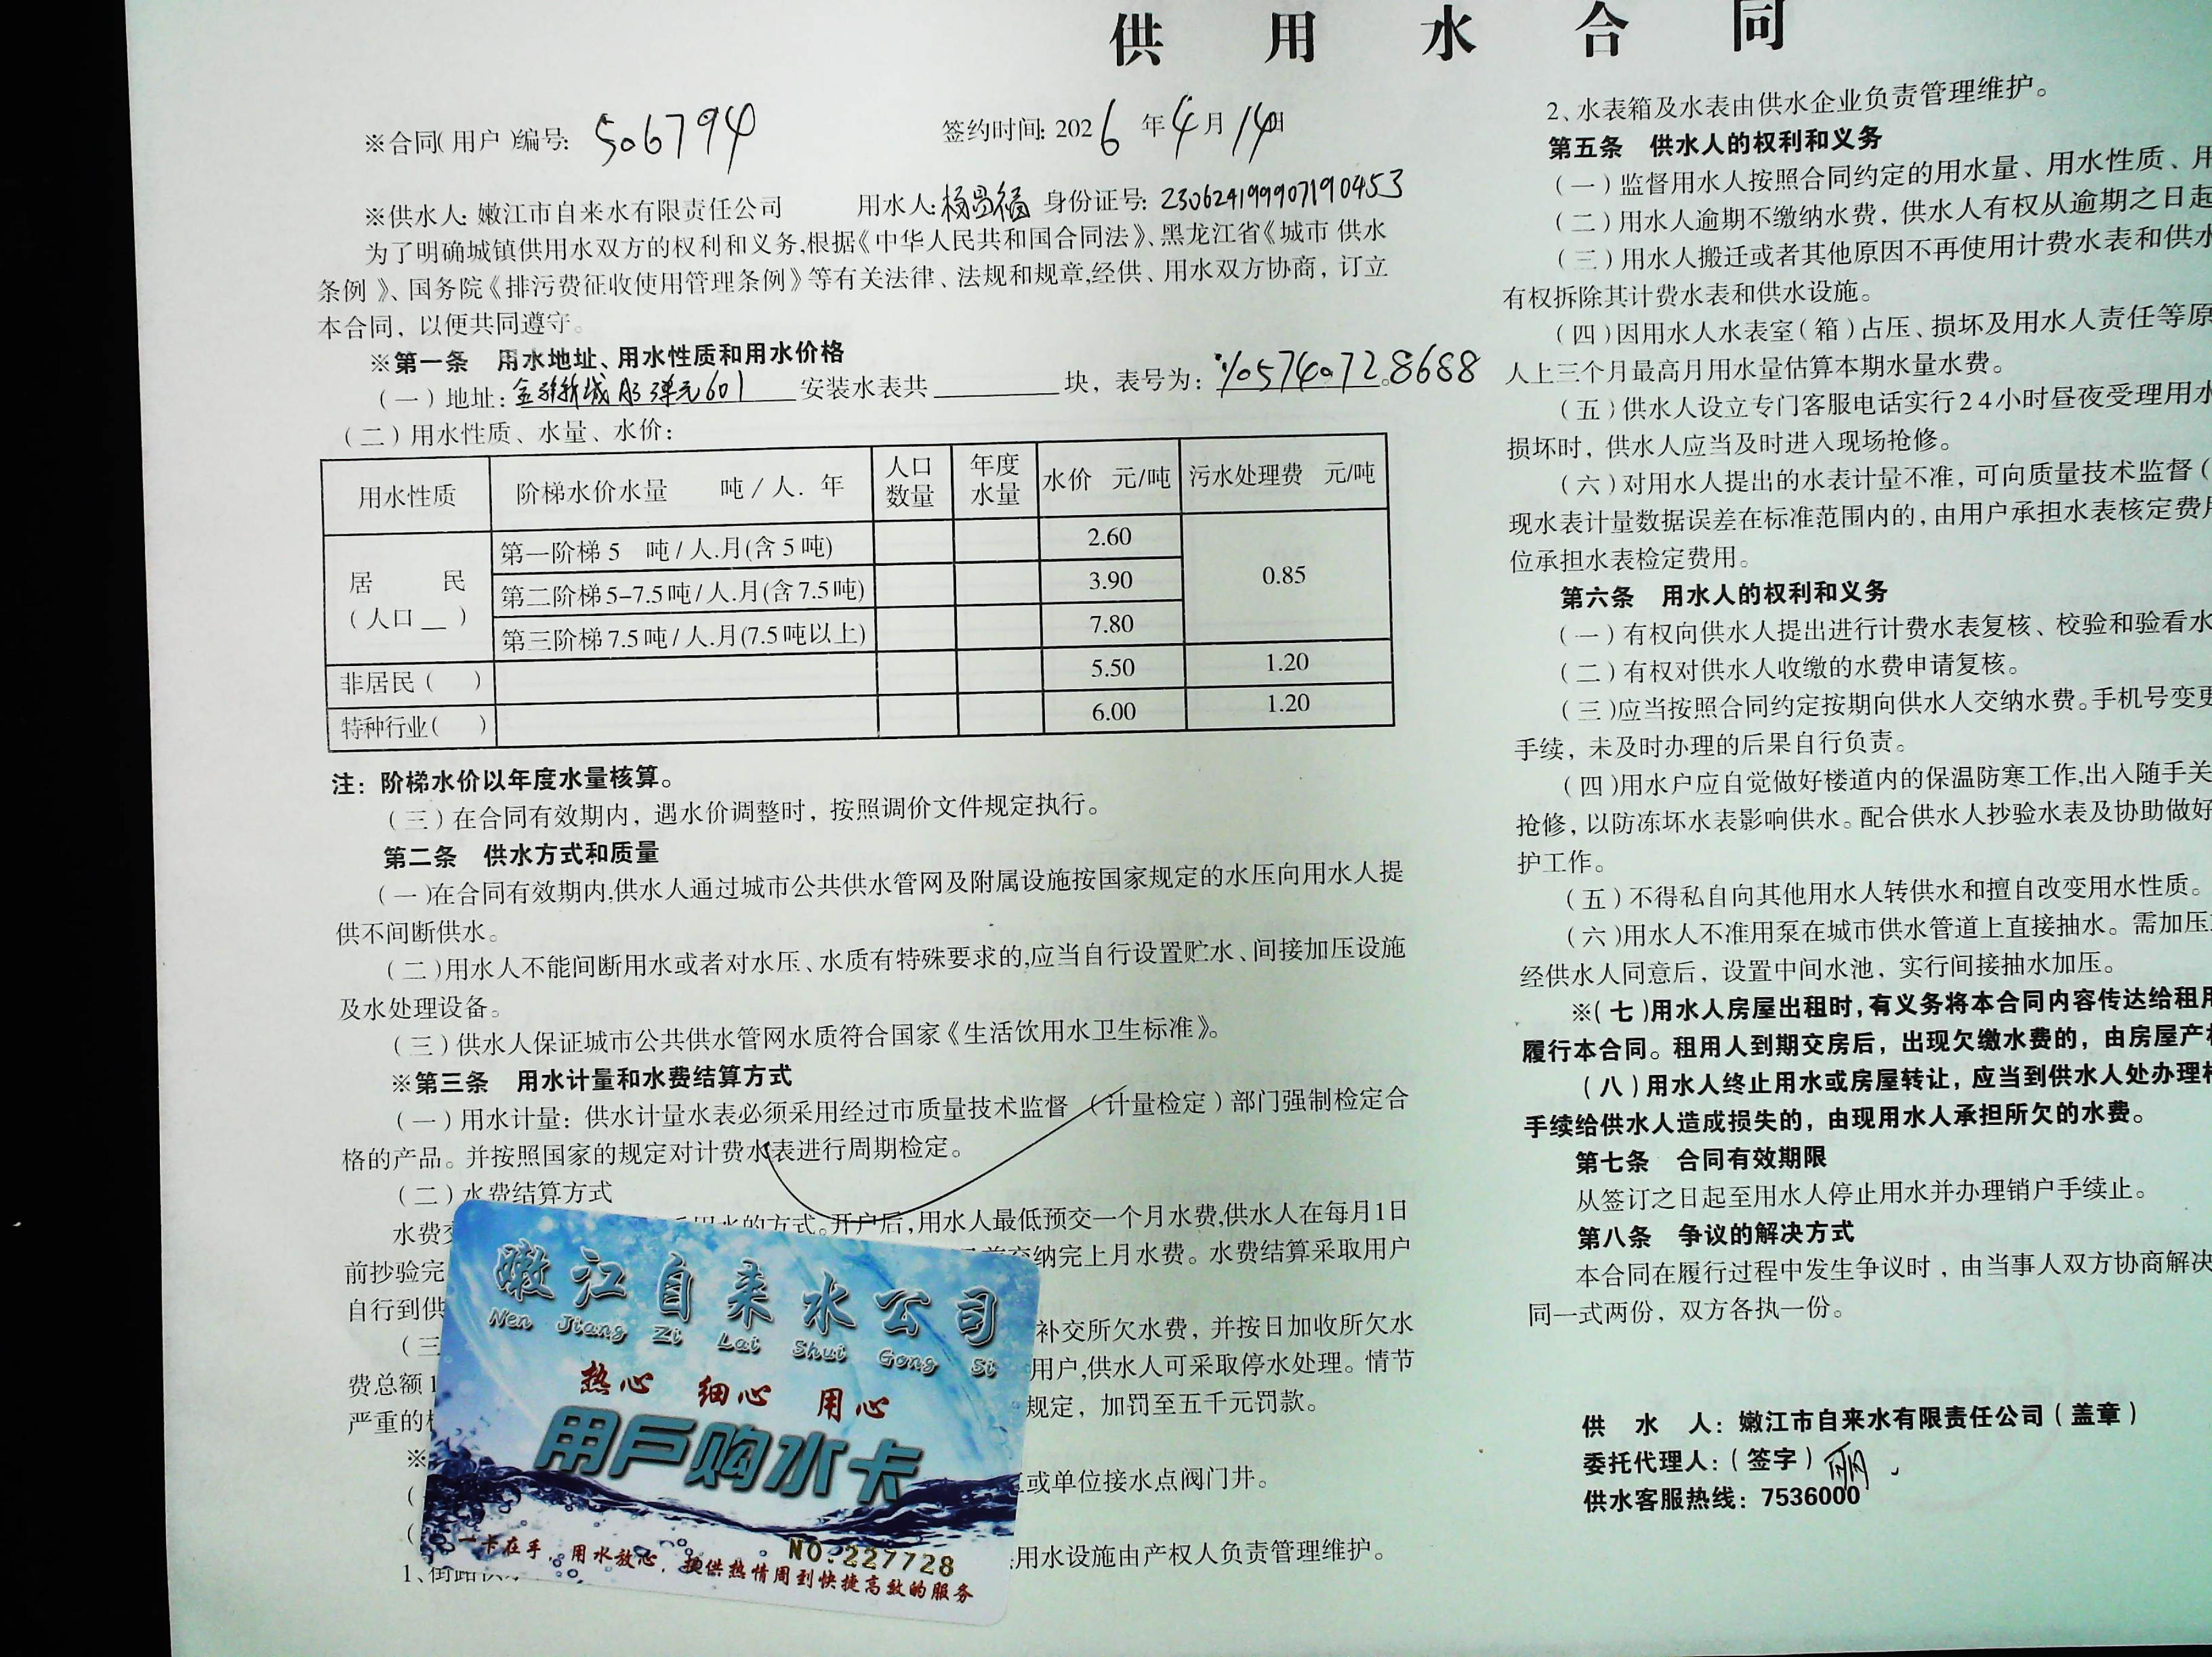 供用水合同
※合同(用户)编号: 506794 签约时间: 2026年4月14日
※供水人: 嫩江市自来水有限责任公司 用水人: 杨昌福 身份证号: 230624199907190453
为了明确城镇供用水双方的权利和义务,根据《中华人民共和国合同法》、黑龙江省《城市 供水
条例》、国务院《排污费征收使用管理条例》等有关法律、法规和规章,经供、用水双方协商，订立
本合同，以便共同遵守。
※第一条 用水地址、用水性质和用水价格
(一)地址: 单元601 安装水表共 块，表号为:
(二)用水性质、水量、水价:
用水性质 阶梯水价水量 吨/人.年 人口数量 年度水量 水价 元/吨 污水处理费 元/吨
居民(人口__)
第一阶梯5 吨/人.月(含5吨) 2.60 0.85
第二阶梯5-7.5吨/人.月(含7.5吨) 3.90
第三阶梯7.5吨/人.月(7.5吨以上) 7.80
非居民( ) 5.50 1.20
特种行业( ) 6.00 1.20
注：阶梯水价以年度水量核算。
(三)在合同有效期内，遇水价调整时，按照调价文件规定执行。
第二条 供水方式和质量
(一)在合同有效期内,供水人通过城市公共供水管网及附属设施按国家规定的水压向用水人提
供不间断供水。
(二)用水人不能间断用水或者对水压、水质有特殊要求的,应当自行设置贮水、间接加压设施
及水处理设备。
(三)供水人保证城市公共供水管网水质符合国家《生活饮用水卫生标准》。
※第三条 用水计量和水费结算方式
(一)用水计量：供水计量水表必须采用经过市质量技术监督 (计量检定)部门强制检定合
格的产品。并按照国家的规定对计费水表进行周期检定。
(二)水费结算方式
水费交 用水的方式。开户后,用水人最低预交一个月水费,供水人在每月1日
前抄验完 前交纳完上月水费。水费结算采取用户
自行到供
(三 补交所欠水费，并按日加收所欠水
费总额1 用户,供水人可采取停水处理。情节
严重的 规定，加罚至五千元罚款。
※
( 或单位接水点阀门井。
(
1、街路供水 用水设施由产权人负责管理维护。
嫩江自来水公司
Nen Jiang Zi Lai Shui Gong Si
热心 细心 用心
用户购水卡
NO:227728
一卡在手，用水放心，提供热情周到快捷高效的服务
2、水表箱及水表由供水企业负责管理维护。
第五条 供水人的权利和义务
(一)监督用水人按照合同约定的用水量、用水性质、用
(二)用水人逾期不缴纳水费，供水人有权从逾期之日起
(三)用水人搬迁或者其他原因不再使用计费水表和供水
有权拆除其计费水表和供水设施。
(四)因用水人水表室(箱)占压、损坏及用水人责任等原
人上三个月最高月用水量估算本期水量水费。
(五)供水人设立专门客服电话实行24小时昼夜受理用水
损坏时，供水人应当及时进入现场抢修。
(六)对用水人提出的水表计量不准，可向质量技术监督(
现水表计量数据误差在标准范围内的,由用户承担水表核定费用
位承担水表检定费用。
第六条 用水人的权利和义务
(一)有权向供水人提出进行计费水表复核、校验和验看水
(二)有权对供水人收缴的水费申请复核。
(三)应当按照合同约定按期向供水人交纳水费。手机号变更
手续，未及时办理的后果自行负责。
(四)用水户应自觉做好楼道内的保温防寒工作,出入随手关
抢修,以防冻坏水表影响供水。配合供水人抄验水表及协助做好
护工作。
(五)不得私自向其他用水人转供水和擅自改变用水性质。
(六)用水人不准用泵在城市供水管道上直接抽水。需加压
经供水人同意后，设置中间水池，实行间接抽水加压。
※(七)用水人房屋出租时,有义务将本合同内容传达给租用
履行本合同。租用人到期交房后，出现欠缴水费的，由房屋产权
(八)用水人终止用水或房屋转让，应当到供水人处办理相
手续给供水人造成损失的，由现用水人承担所欠的水费。
第七条 合同有效期限
从签订之日起至用水人停止用水并办理销户手续止。
第八条 争议的解决方式
本合同在履行过程中发生争议时，由当事人双方协商解决
同一式两份，双方各执一份。
供 水 人：嫩江市自来水有限责任公司(盖章)
委托代理人：(签字)
供水客服热线：7536000